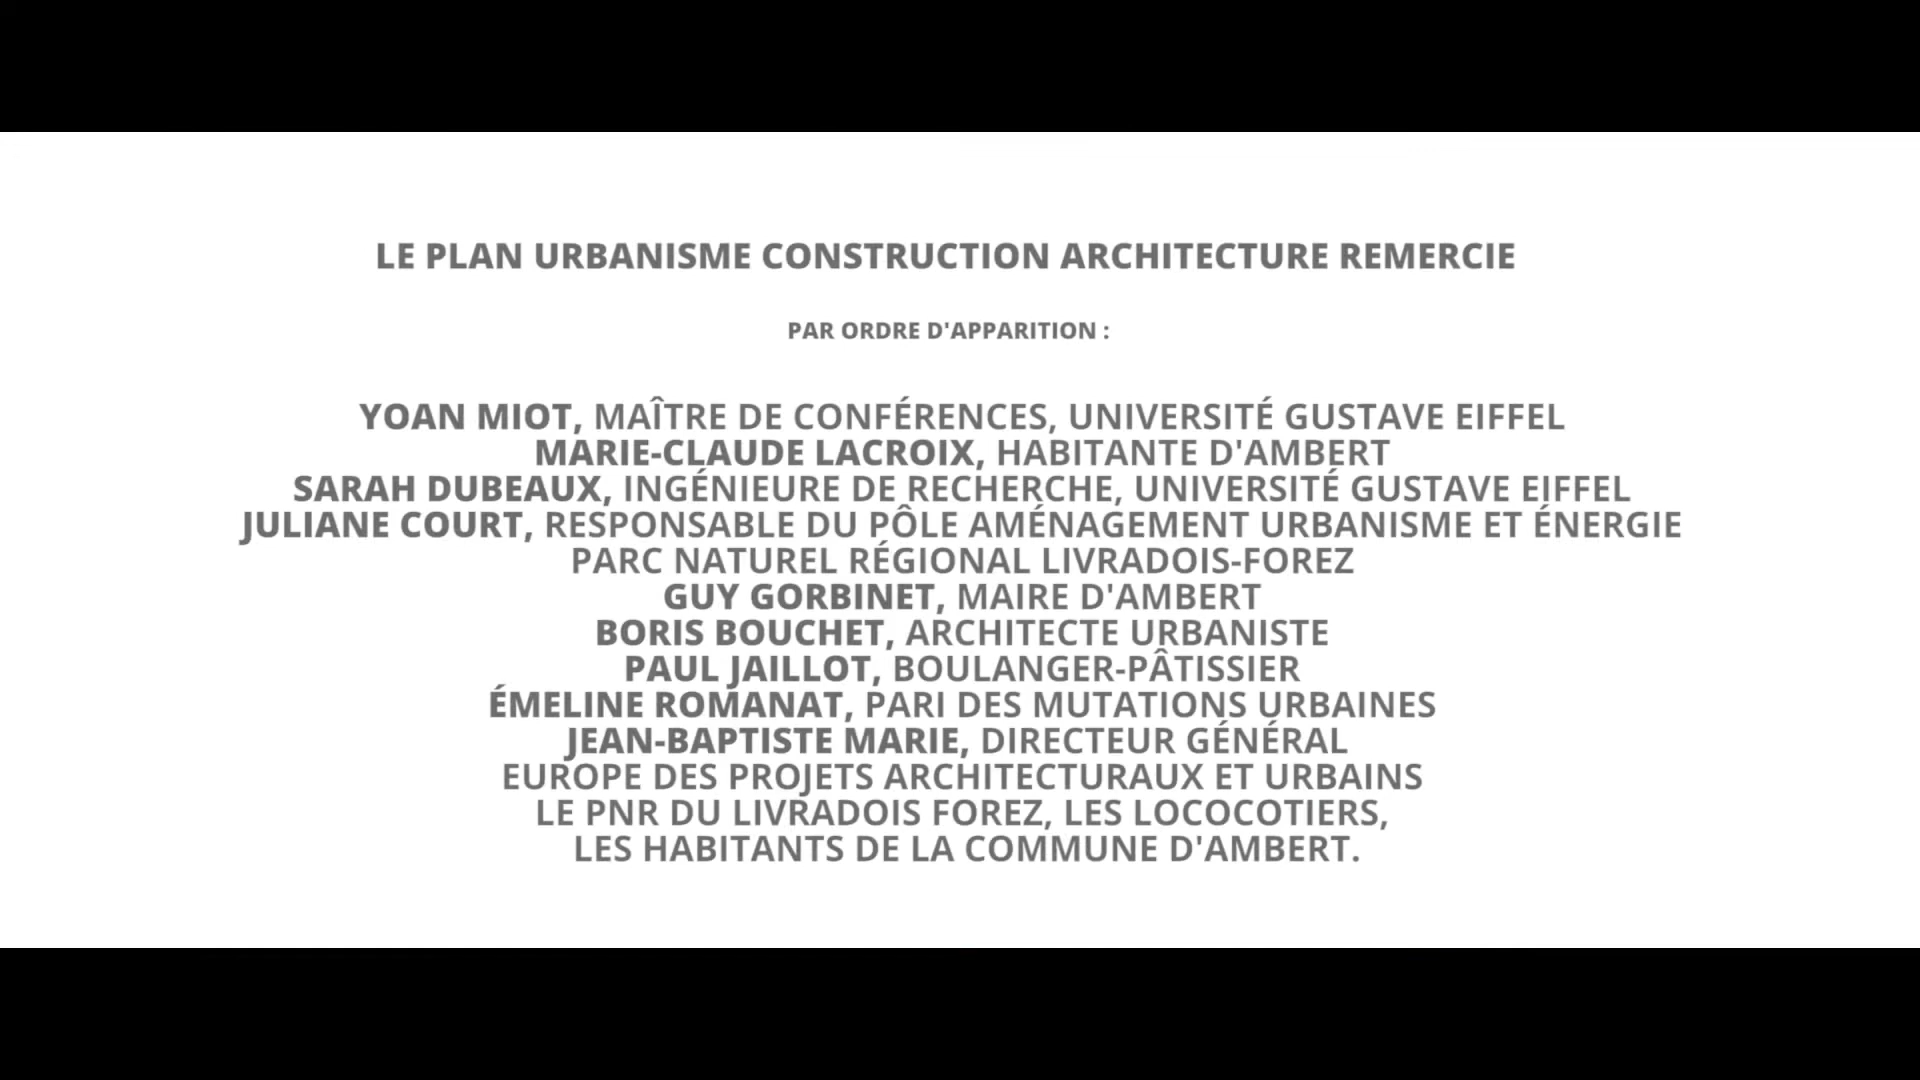 LE PLAN URBANISME CONSTRUCTION ARCHITECTURE REMERCIE
PAR ORDRE D'APPARITION :
YOAN MIOT, MAÎTRE DE CONFÉRENCES, UNIVERSITÉ GUSTAVE EIFFEL
MARIE-CLAUDE LACROIX, HABITANTE D'AMBERT
SARAH DUBEAUX, INGÉNIEURE DE RECHERCHE, UNIVERSITÉ GUSTAVE EIFFEL
JULIANE COURT, RESPONSABLE DU PÔLE AMÉNAGEMENT URBANISME ET ÉNERGIE
PARC NATUREL RÉGIONAL LIVRADOIS-FOREZ
GUY GORBINET, MAIRE D'AMBERT
BORIS BOUCHET, ARCHITECTE URBANISTE
PAUL JAILLOT, BOULANGER-PÂTISSIER
ÉMELINE ROMANAT, PARI DES MUTATIONS URBAINES
JEAN-BAPTISTE MARIE, DIRECTEUR GÉNÉRAL
EUROPE DES PROJETS ARCHITECTURAUX ET URBAINS
LE PNR DU LIVRADOIS FOREZ, LES LOCOCOTIERS,
LES HABITANTS DE LA COMMUNE D'AMBERT.